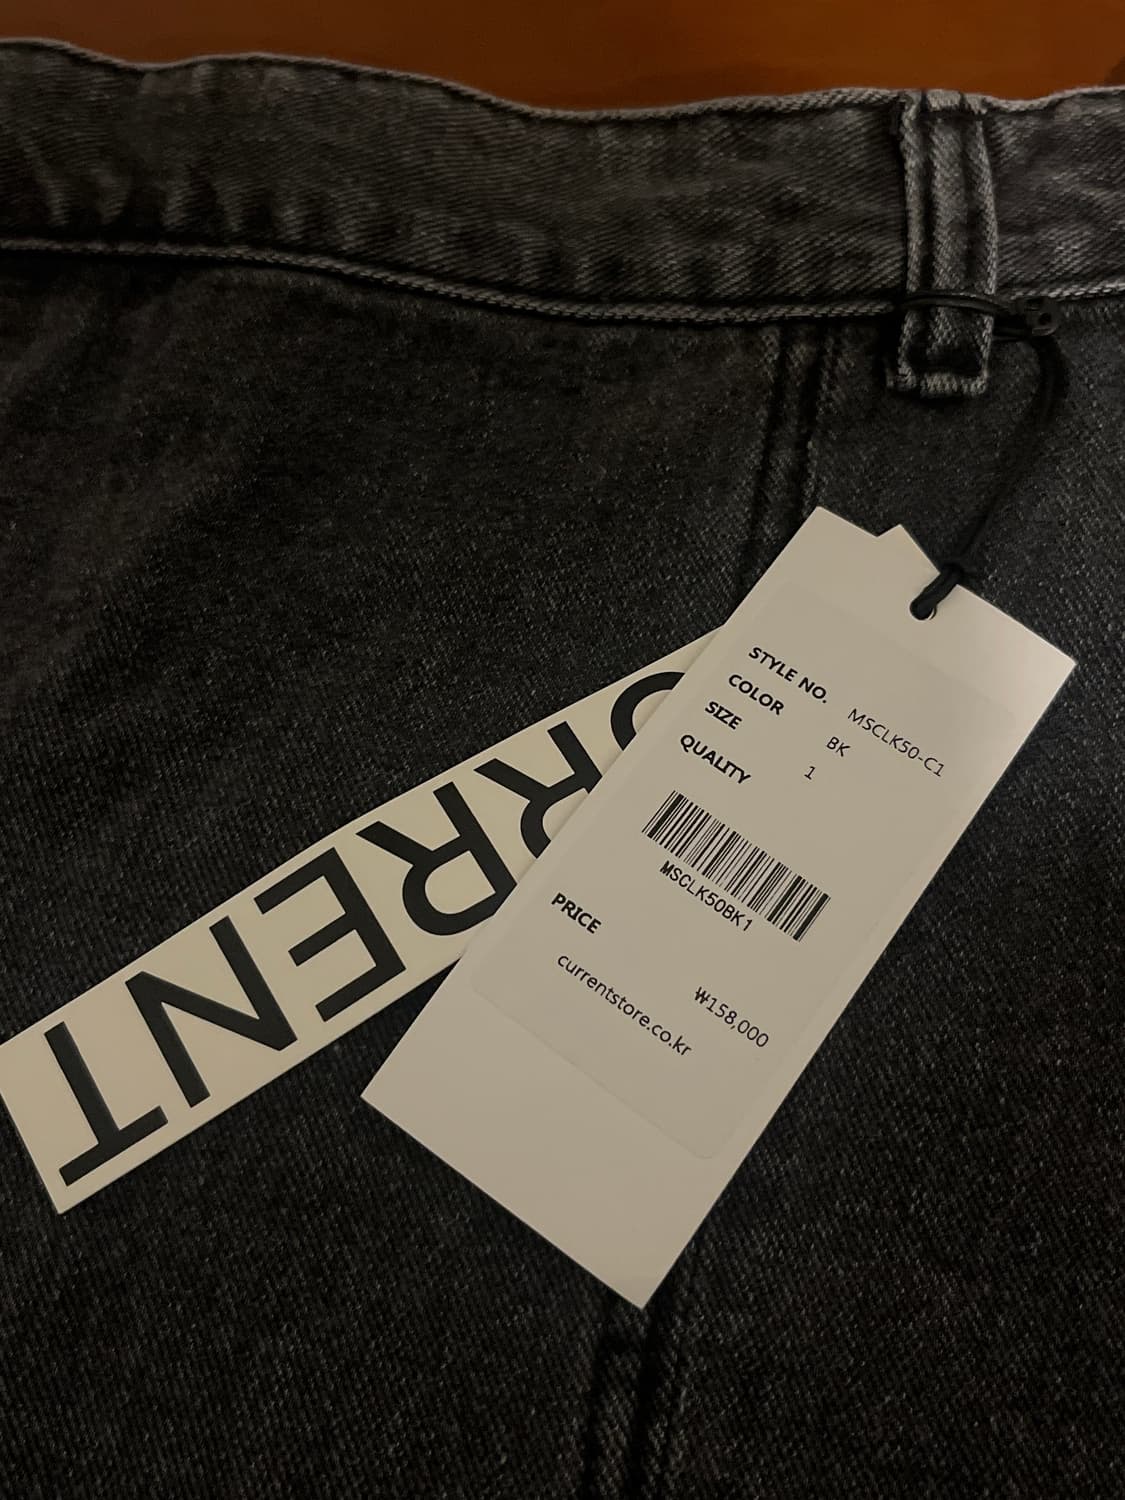 STYLE NO. MSCLK50-C1
COLOR BK
SIZE 1
QUALITY
MSCLK50BK1
PRICE ₩158,000
currentstore.co.kr
RRENT